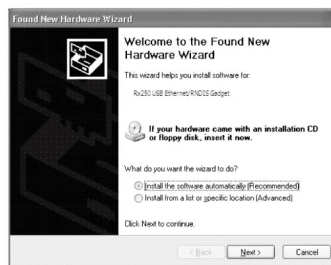 Found New Hardware Wizard
Welcome to the Found New
Hardware Wizard
This wizard helps you install software for:
Rx250 USB Ethernet/RNDIS Gadget
If your hardware came with an installation CD
or floppy disk, insert it now.
What do you want the wizard to do?
Install the software automatically (Recommended)
Install from a list or specific location (Advanced)
Click Next to continue.
< Back
Next >
Cancel